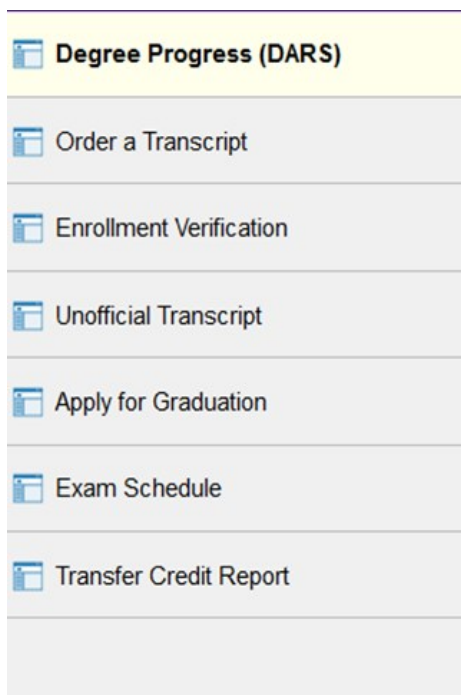 Degree Progress (DARS)
Order a Transcript
Enrollment Verification
Unofficial Transcript
Apply for Graduation
Exam Schedule
Transfer Credit Report